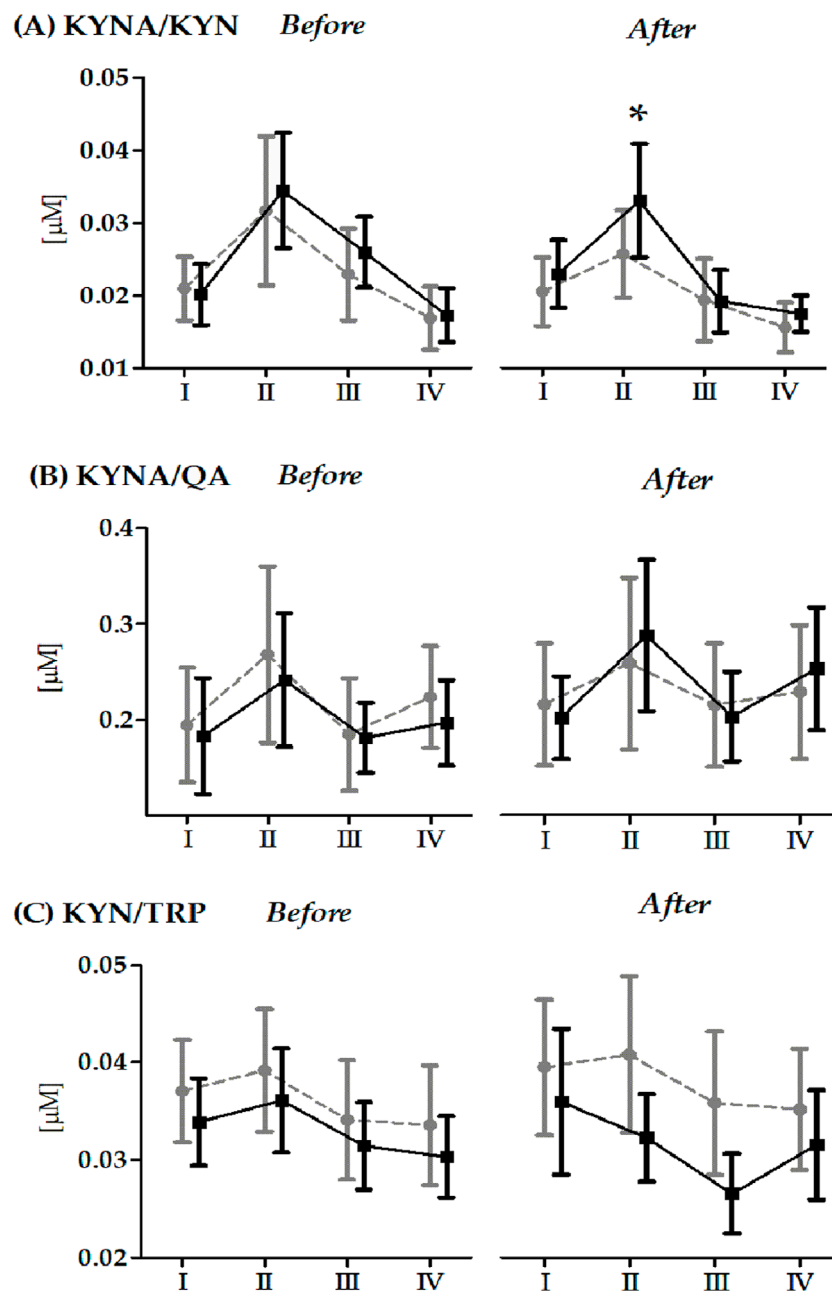 (A) KYNA/KYN Before After
0.05
*
0.04
[µM]
0.03
0.02
0.01
I II III IV I II III IV
(B) KYNA/QA Before After
0.4
0.3
[µM]
0.2
I II III IV I II III IV
(C) KYN/TRP Before After
0.05
0.04
[µM]
0.03
0.02
I II III IV I II III IV